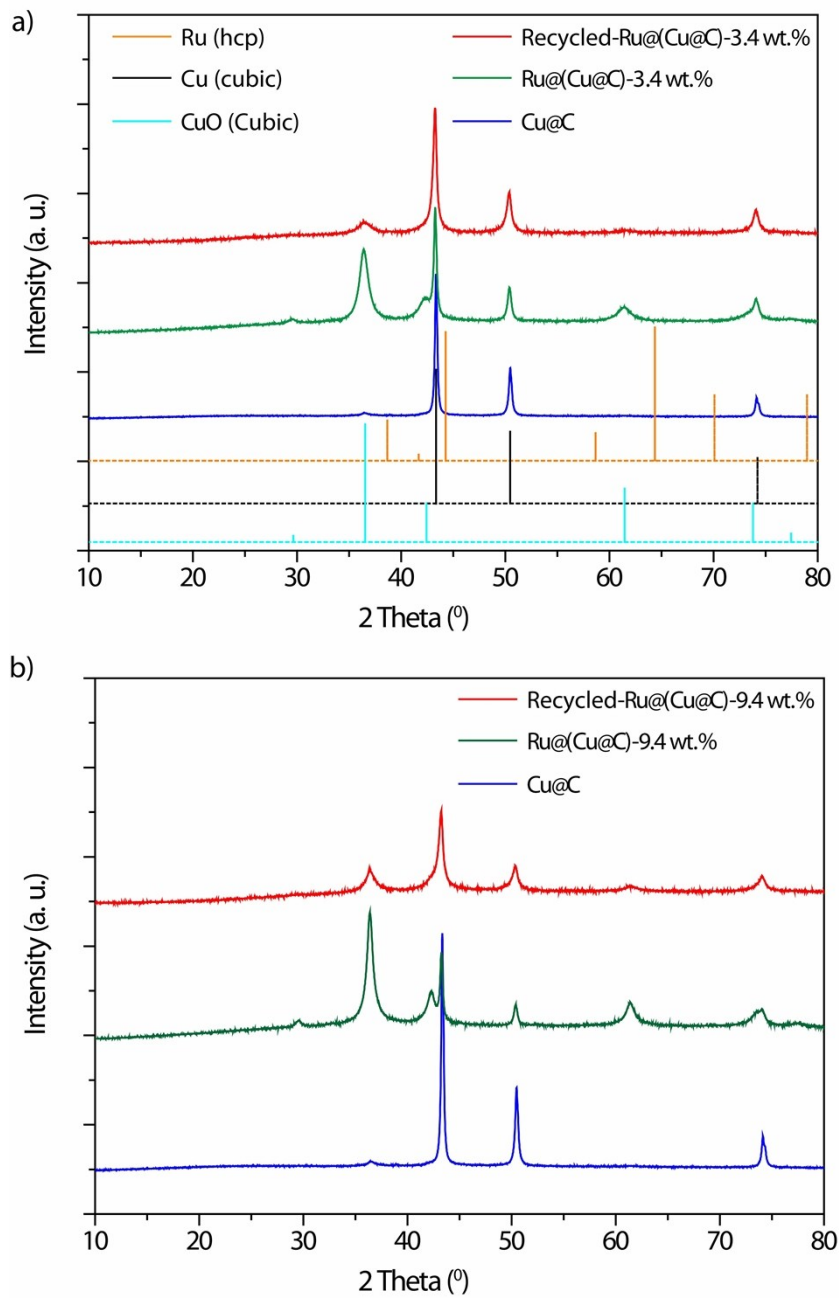 a)
Ru (hcp)
Cu (cubic)
CuO (Cubic)
Recycled-Ru@(Cu@C)-3.4 wt.%
Ru@(Cu@C)-3.4 wt.%
Cu@C
Intensity (a. u.)
10 20 30 40 50 60 70 80
2 Theta (⁰)
b)
Recycled-Ru@(Cu@C)-9.4 wt.%
Ru@(Cu@C)-9.4 wt.%
Cu@C
Intensity (a. u.)
10 20 30 40 50 60 70 80
2 Theta (⁰)